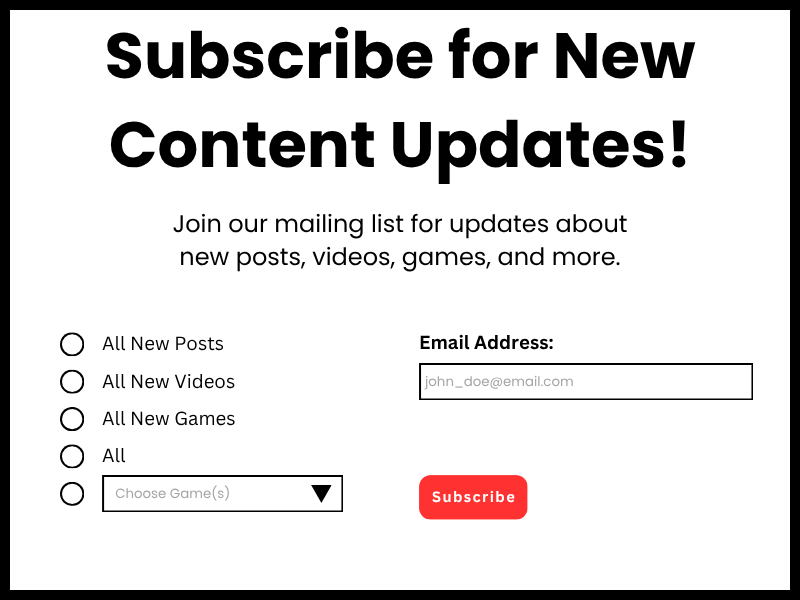 Subscribe for New
Content Updates!
Join our mailing list for updates about
new posts, videos, games, and more.
All New Posts
All New Videos
All New Games
All
Choose Game(s)
Email Address:
john_doe@email.com
Subscribe